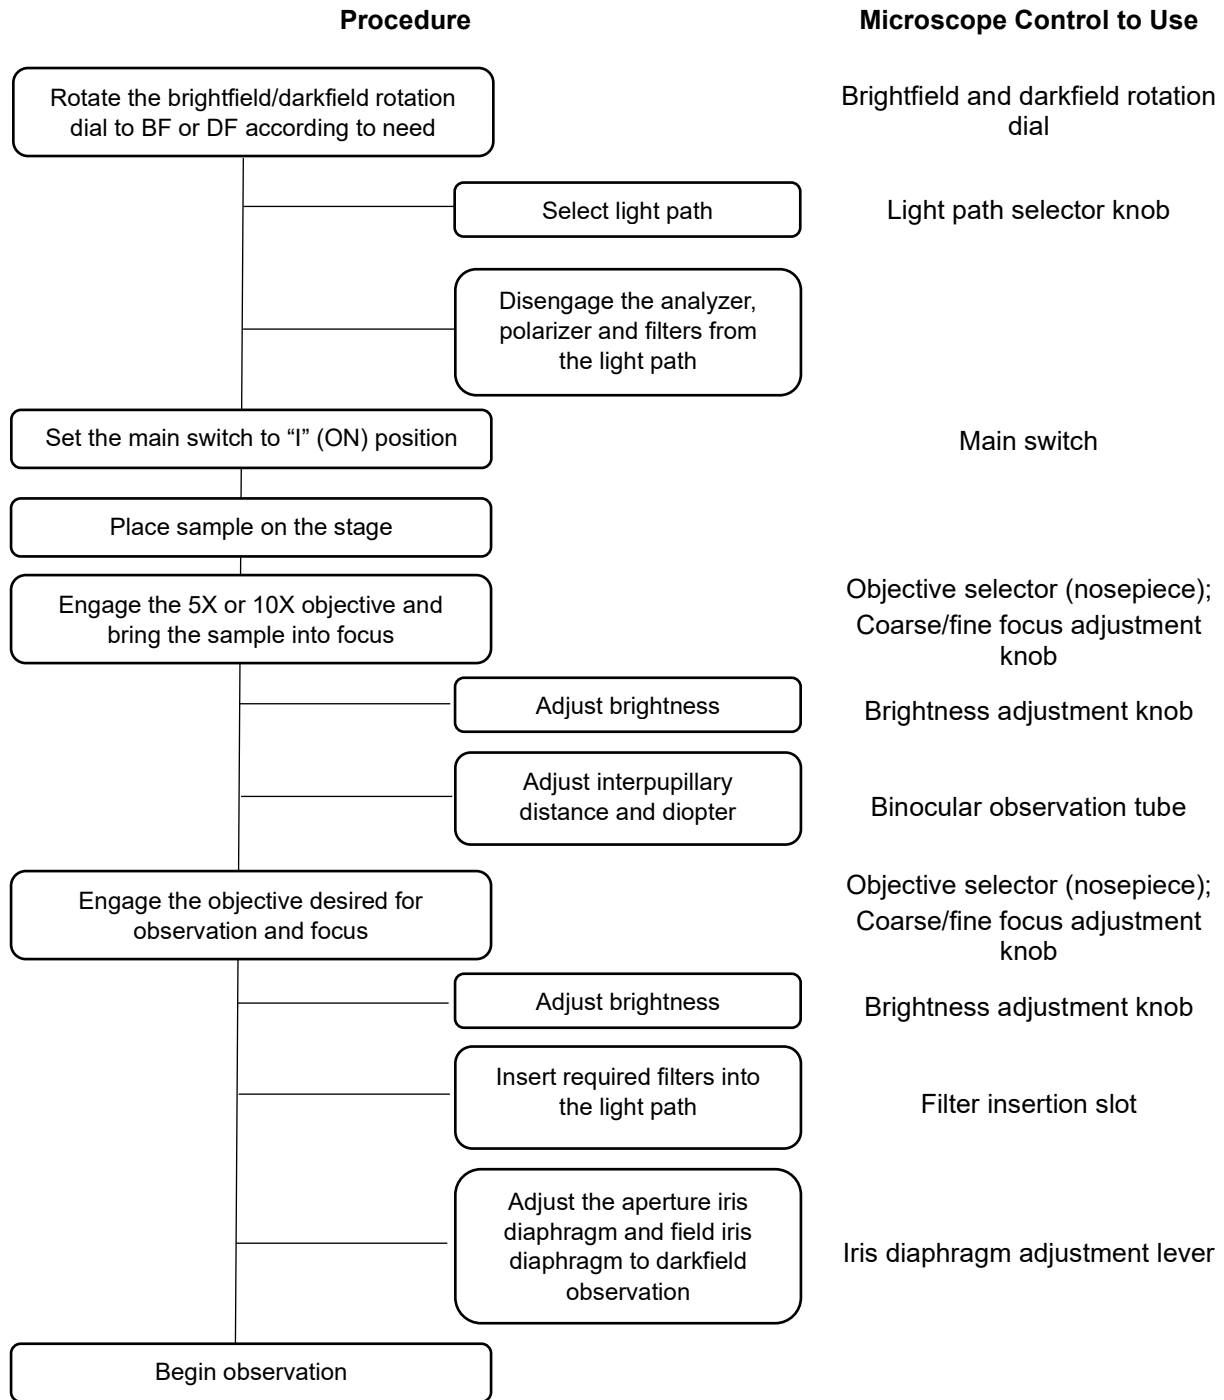 Procedure
Microscope Control to Use
Rotate the brightfield/darkfield rotation
dial to BF or DF according to need
Brightfield and darkfield rotation
dial
Select light path
Light path selector knob
Disengage the analyzer,
polarizer and filters from
the light path
Set the main switch to “I” (ON) position
Main switch
Place sample on the stage
Engage the 5X or 10X objective and
bring the sample into focus
Objective selector (nosepiece);
Coarse/fine focus adjustment
knob
Adjust brightness
Brightness adjustment knob
Adjust interpupillary
distance and diopter
Binocular observation tube
Engage the objective desired for
observation and focus
Objective selector (nosepiece);
Coarse/fine focus adjustment
knob
Adjust brightness
Brightness adjustment knob
Insert required filters into
the light path
Filter insertion slot
Adjust the aperture iris
diaphragm and field iris
diaphragm to darkfield
observation
Iris diaphragm adjustment lever
Begin observation